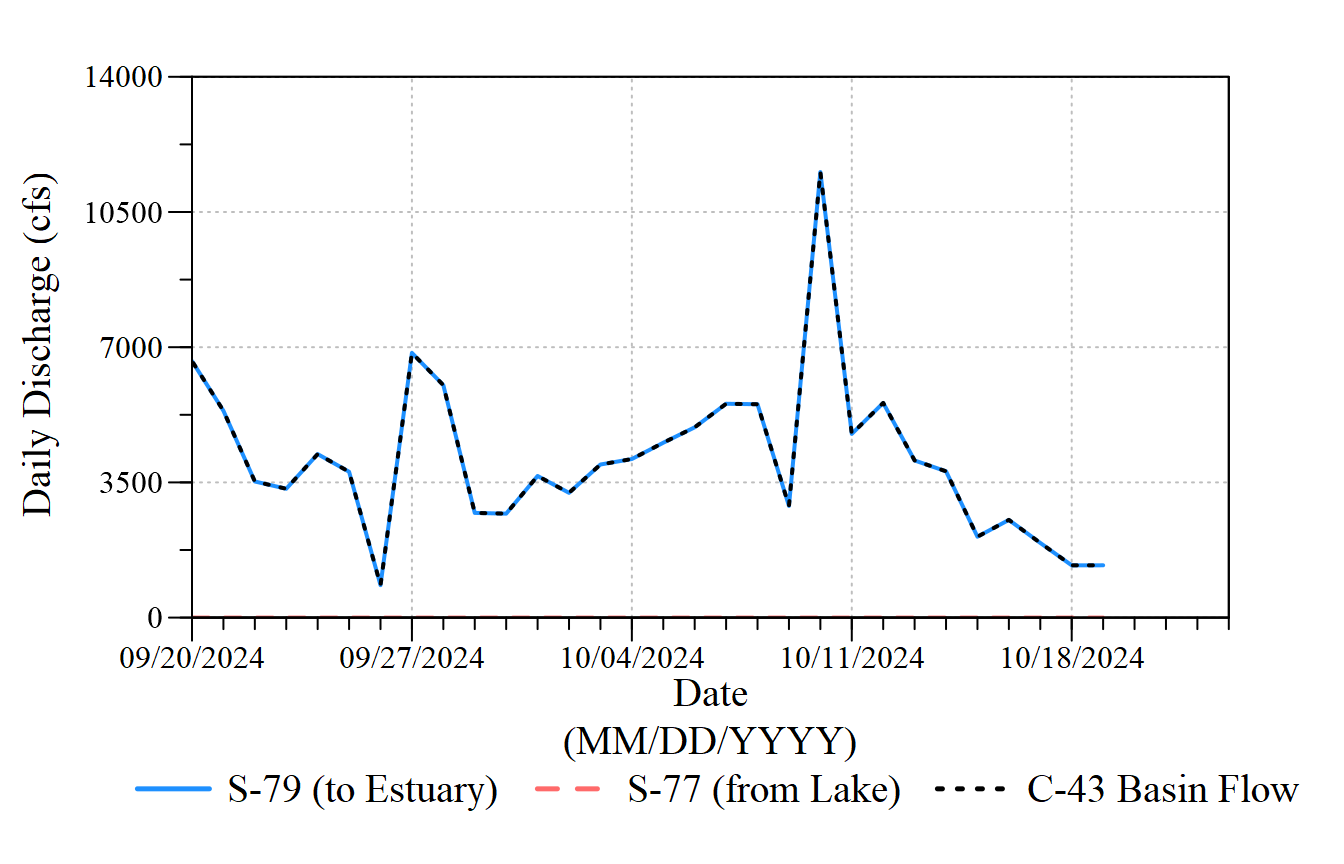 14000
10500
7000
3500
0
Daily Discharge (cfs)
09/20/2024 09/27/2024 10/04/2024 10/11/2024 10/18/2024
Date
(MM/DD/YYYY)
S-79 (to Estuary) S-77 (from Lake) C-43 Basin Flow